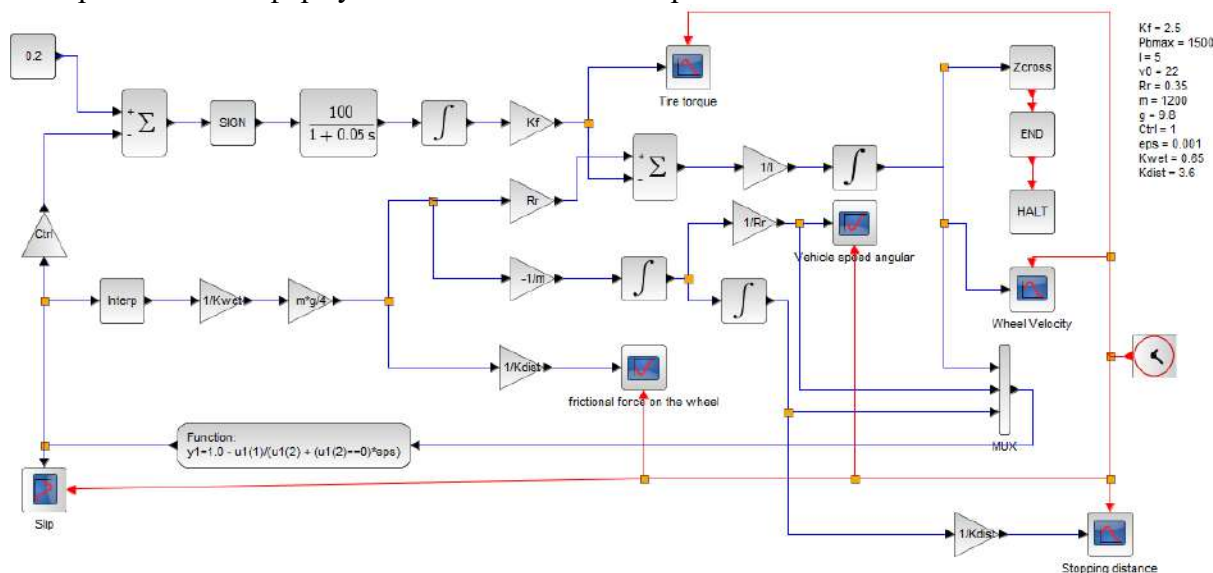 Kf = 2.5
Pbmax = 1500
I = 5
v0 = 22
Rr = 0.35
m = 1200
g = 9.8
Ctrl = 1
eps = 0.001
Kwet = 0.65
Kdist = 3.6
0.2
+
-
Σ
SIGN
100
1 + 0.05 s
∫
Kf
Tire torque
Zcross
END
HALT
+
-
Σ
1/I
∫
Rr
1/Rr
Vehicle speed angular
Ctrl
-1/m
∫
∫
Wheel Velocity
Interp
1/Kwet
m*g/4
1/Kdist
frictional force on the wheel
MUX
Function:
y1=1.0 - u1(1)/(u1(2) + (u1(2)==0)*eps)
Slip
1/Kdist
Stopping distance